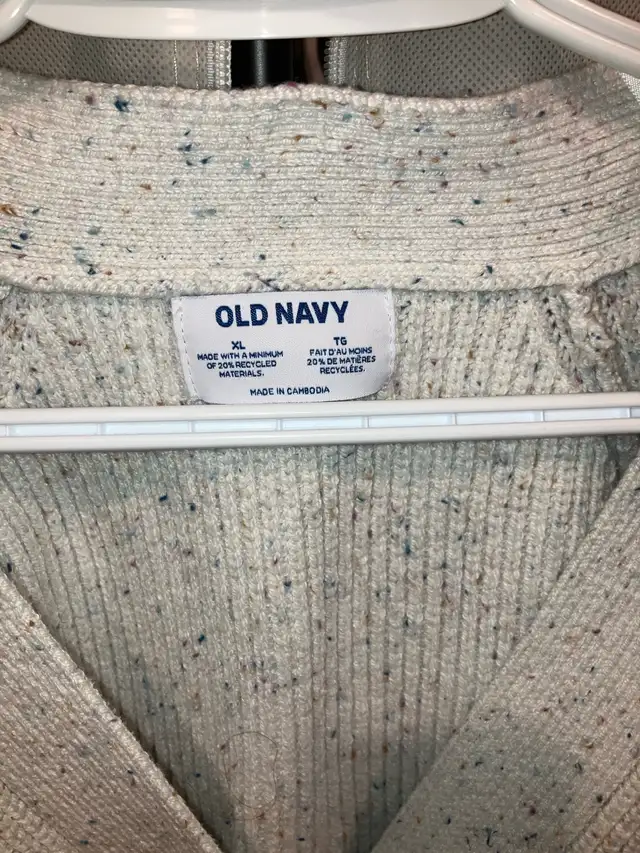 OLD NAVY
XL
MADE WITH A MINIMUM
OF 20% RECYCLED
MATERIALS.
TG
FAIT D'AU MOINS
20% DE MATIÈRES
RECYCLÉES.
MADE IN CAMBODIA